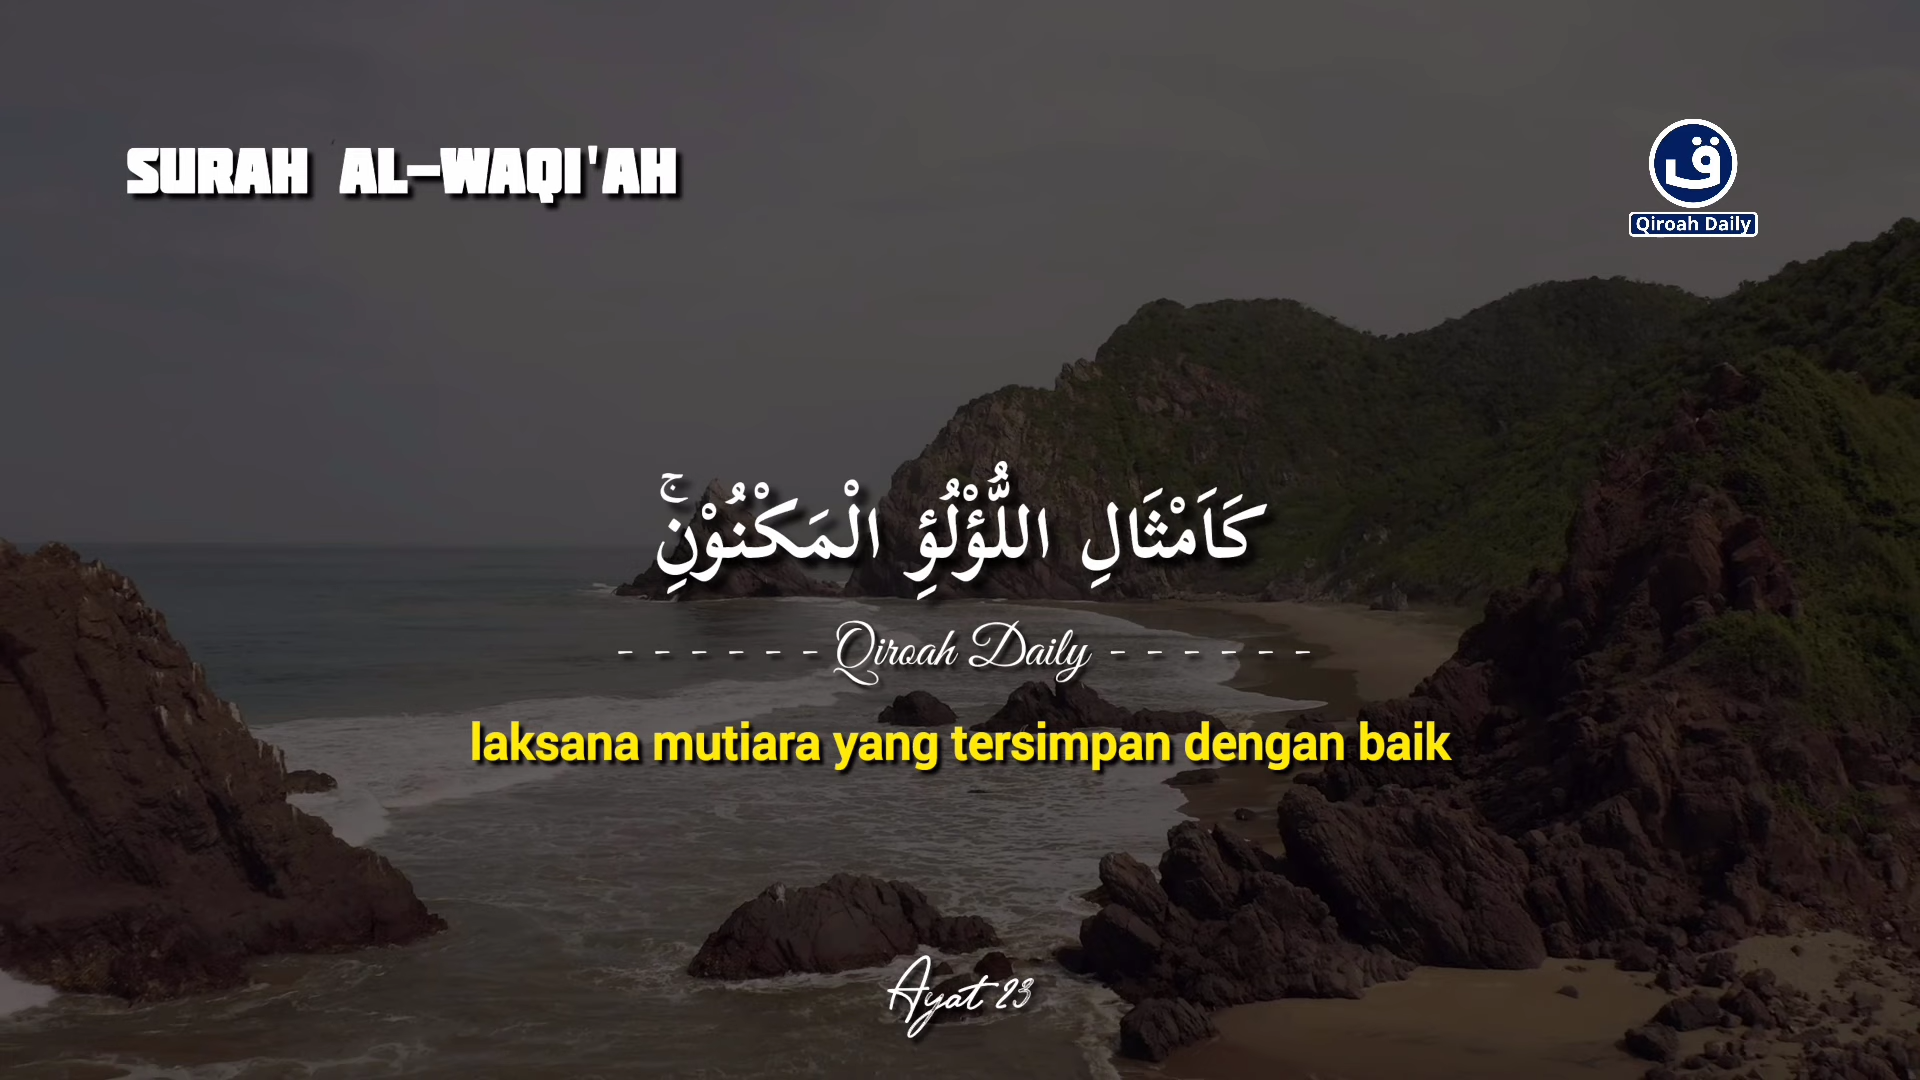 SURAH AL-WAQI'AH
ق
Qiroah Daily
كَاَمْثَالِ اللُّؤْلُؤِ الْمَكْنُوْنِۚ
- - - - - - Qiroah Daily - - - - - -
laksana mutiara yang tersimpan dengan baik
Ayat 23